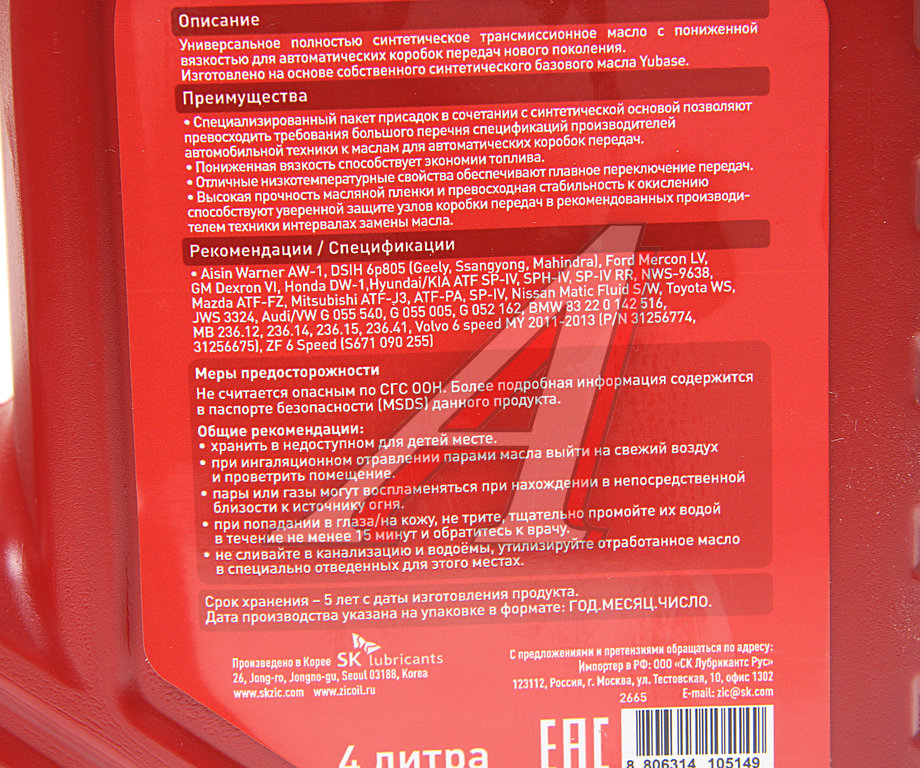 Описание
Универсальное полностью синтетическое трансмиссионное масло с пониженной
вязкостью для автоматических коробок передач нового поколения.
Изготовлено на основе собственного синтетического базового масла Yubase.
Преимущества
• Специализированный пакет присадок в сочетании с синтетической основой позволяют
превосходить требования большого перечня спецификаций производителей
автомобильной техники к маслам для автоматических коробок передач.
• Пониженная вязкость способствует экономии топлива.
• Отличные низкотемпературные свойства обеспечивают плавное переключение передач.
• Высокая прочность масляной пленки и превосходная стабильность к окислению
способствуют уверенной защите узлов коробки передач в рекомендованных производи-
телем техники интервалах замены масла.
Рекомендации / Спецификации
• Aisin Warner AW-1, DSIH 6p805 (Geely, Ssangyong, Mahindra), Ford Mercon LV,
GM Dexron VI, Honda DW-1,Hyundai/KIA ATF SP-IV, SPH-IV, SP-IV RR, NWS-9638,
Mazda ATF-FZ, Mitsubishi ATF-J3, ATF-PA, SP-IV, Nissan Matic Fluid S/W, Toyota WS,
JWS 3324, Audi/VW G 055 540, G 055 005, G 052 162, BMW 83 22 0 142 516,
MB 236.12, 236.14, 236.15, 236.41, Volvo 6 speed MY 2011-2013 (P/N 31256774,
31256675), ZF 6 Speed (S671 090 255)
Меры предосторожности
Не считается опасным по СГС ООН. Более подробная информация содержится
в паспорте безопасности (MSDS) данного продукта.
Общие рекомендации:
• хранить в недоступном для детей месте.
• при ингаляционном отравлении парами масла выйти на свежий воздух
и проветрить помещение.
• пары или газы могут воспламеняться при нахождении в непосредственной
близости к источнику огня.
• при попадании в глаза/на кожу, не трите, тщательно промойте их водой
в течение не менее 15 минут и обратитесь к врачу.
• не сливайте в канализацию и водоёмы, утилизируйте отработанное масло
в специально отведенных для этого местах.
Срок хранения – 5 лет с даты изготовления продукта.
Дата производства указана на упаковке в формате: ГОД.МЕСЯЦ.ЧИСЛО.
Произведено в Корее SK lubricants
26, Jong-ro, Jongno-gu, Seoul 03188, Korea
www.skzic.com www.zicoil.ru
С предложениями и претензиями обращаться по адресу:
Импортер в РФ: ООО «СК Лубрикантс Рус»
123112, Россия, г. Москва, ул. Тестовская, 10, офис 1302
E-mail: zic@sk.com
2665
4 литра
EAC
8 806314 105149